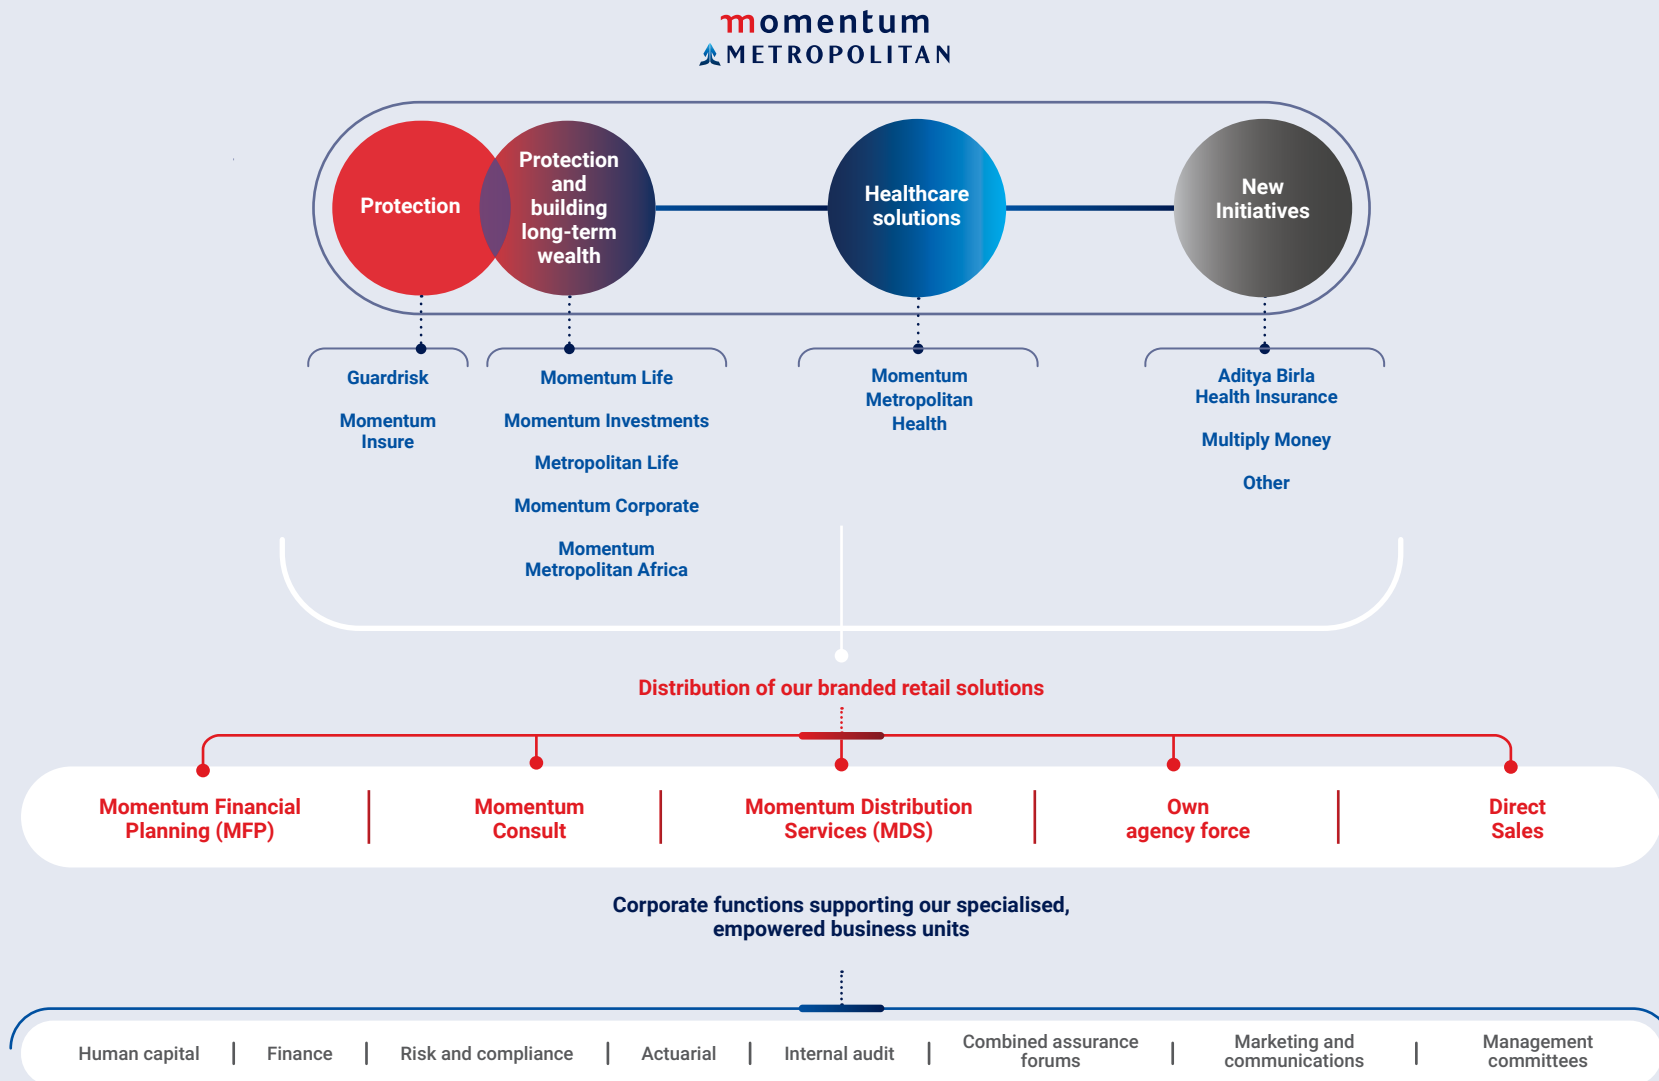 momentum
METROPOLITAN
Protection
Protection
and
building
long-term
wealth
Healthcare
solutions
New
Initiatives
Guardrisk
Momentum
Insure
Momentum Life
Momentum Investments
Metropolitan Life
Momentum Corporate
Momentum
Metropolitan Africa
Momentum
Metropolitan
Health
Aditya Birla
Health Insurance
Multiply Money
Other
Distribution of our branded retail solutions
Momentum Financial
Planning (MFP)
Momentum
Consult
Momentum Distribution
Services (MDS)
Own
agency force
Direct
Sales
Corporate functions supporting our specialised,
empowered business units
Human capital
Finance
Risk and compliance
Actuarial
Internal audit
Combined assurance
forums
Marketing and
communications
Management
committees